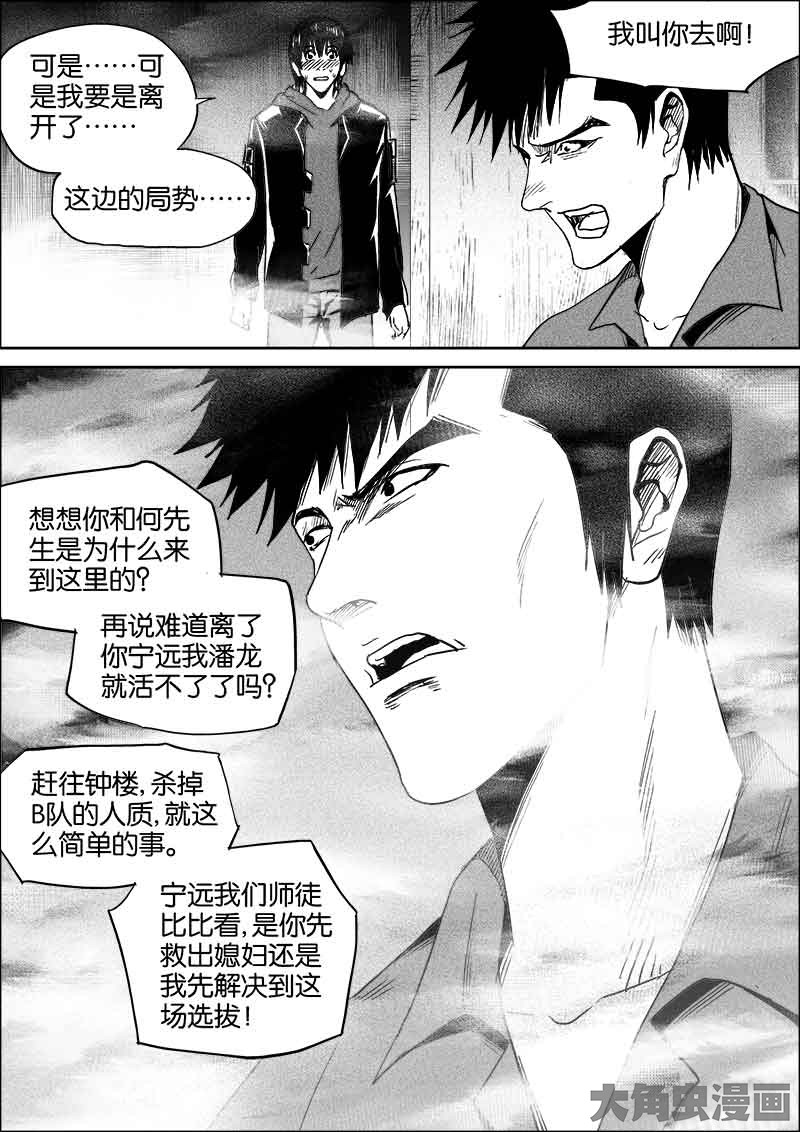 可是……可
是我要是离
开了……
这边的局势……
我叫你去啊！
想想你和何先
生是为什么来
到这里的？
再说难道离了
你宁远我潘龙
就活不了了吗？
赶往钟楼，杀掉
B队的人质，就这
么简单的事。
宁远我们师徒
比比看，是你先
救出媳妇还是
我先解决到这
场选拔！
大角虫漫画